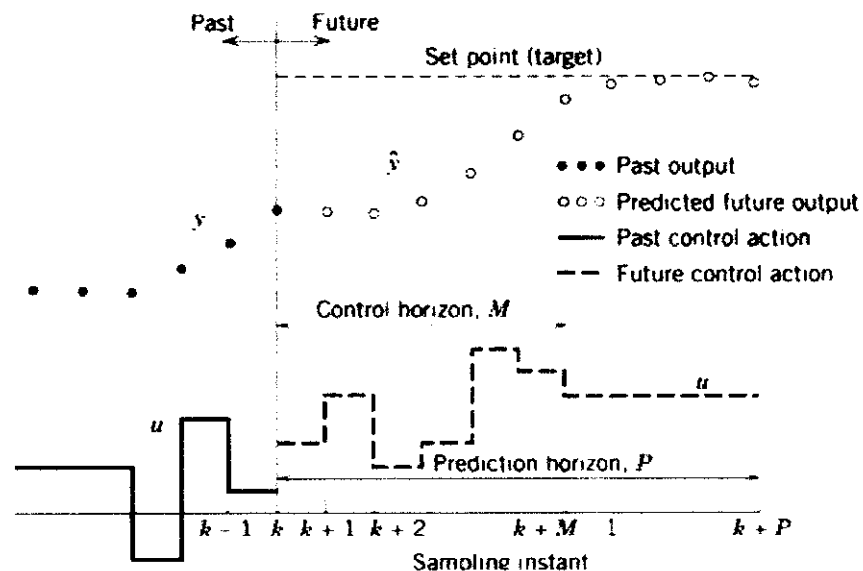 Past Future
Set point (target)
ŷ
y
Past output
Predicted future output
Past control action
Future control action
Control horizon, M
u
u
Prediction horizon, P
k – 1 k k + 1 k + 2 k + M 1 k + P
Sampling instant